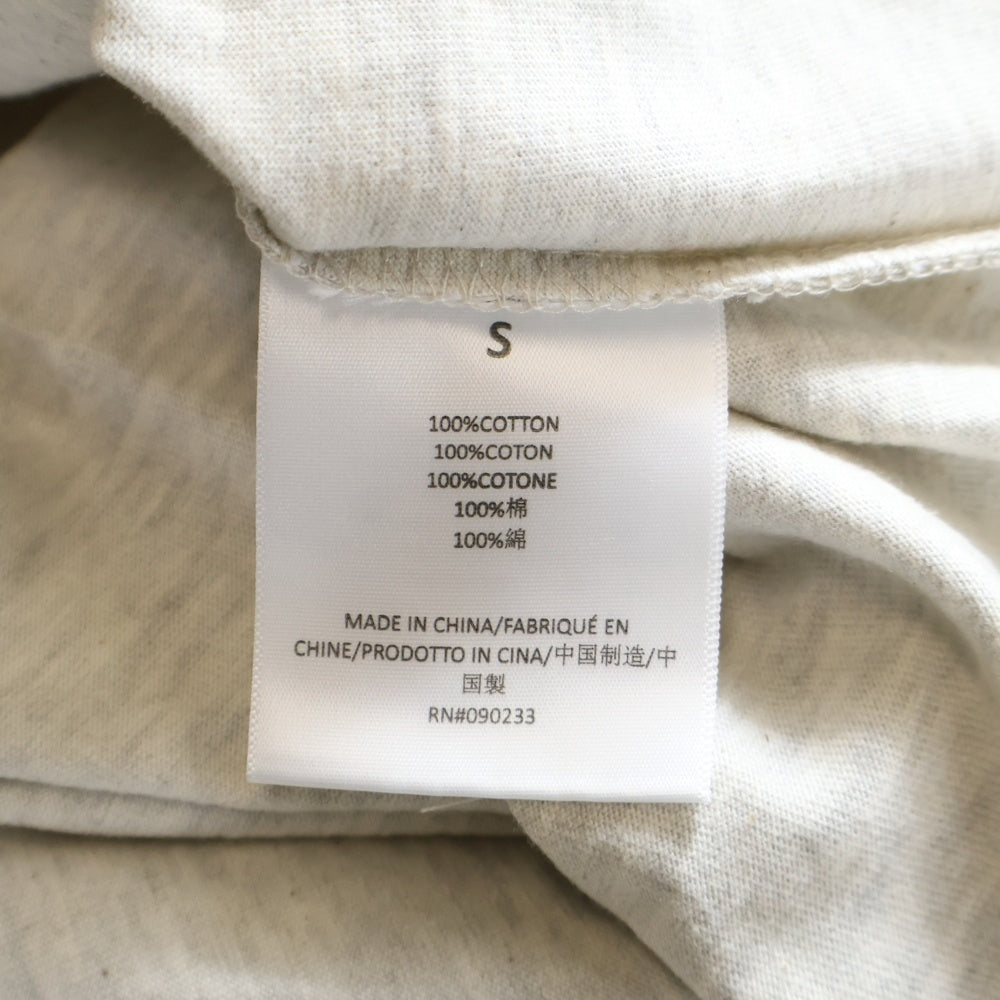 S
100%COTTON
100%COTON
100%COTONE
100%棉
100%綿
MADE IN CHINA/FABRIQUÉ EN
CHINE/PRODOTTO IN CINA/中国制造/中
国製
RN#090233